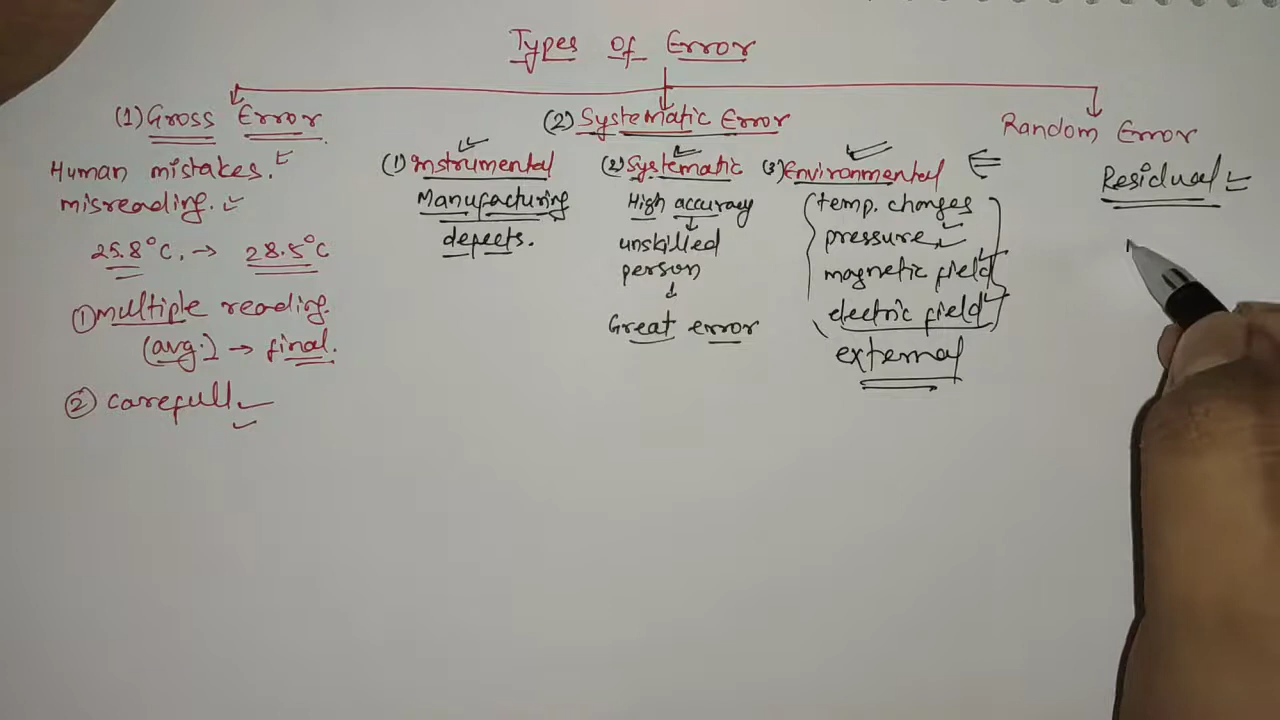 Types of Error
(1) Gross Error
Human mistakes.
misreading.
25.8°C, → 28.5°C
① multiple reading.
(avg.) → final.
② carefull
(2) Systematic Error
(1) Instrumental
Manufacturing
defects.
(2) Systematic
High accuracy
unskilled
person
Great error
(3) Environmental
(temp. changes
pressure
magnetic field
electric field
external
Random Error
Residual